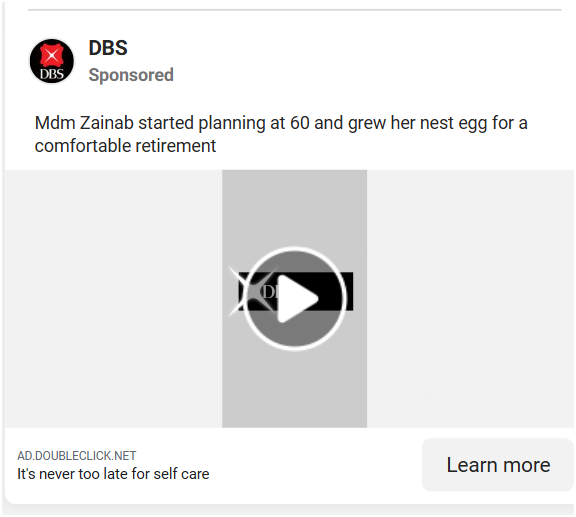 DBS
DBS
Sponsored
Mdm Zainab started planning at 60 and grew her nest egg for a
comfortable retirement
AD.DOUBLECLICK.NET
It's never too late for self care
Learn more